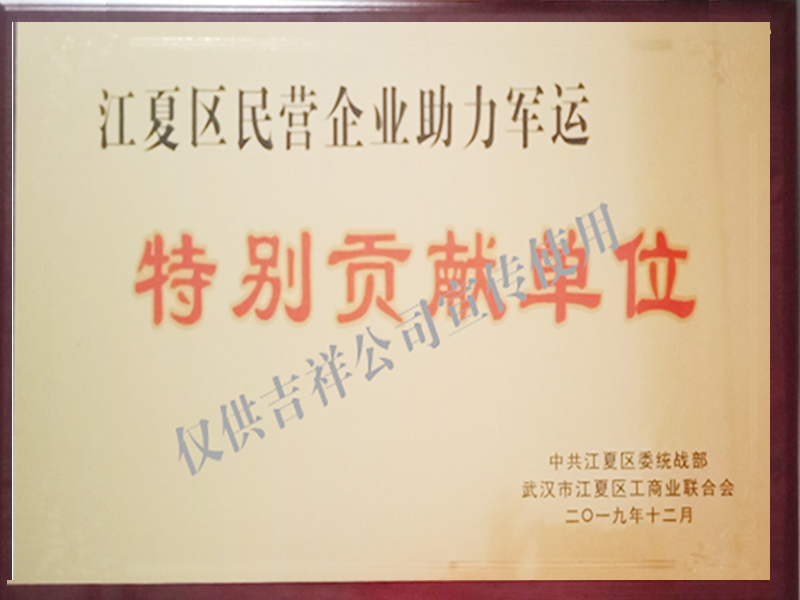 江夏区民营企业助力军运
特别贡献单位
仅供吉祥公司宣传使用
中共江夏区委统战部
武汉市江夏区工商业联合会
二〇一九年十二月